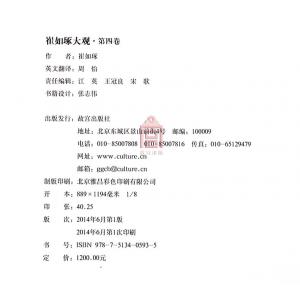 崔如琢大观·第四卷
作 者：崔如琢
英文翻译：周 怡
责任编辑：江 英 王冠良 宋 歌
书籍设计：张志伟
出版发行：故宫出版社
地址：北京东城区景山 邮编：100009
电话：010-85007808 010-85007816 传真：010-65129479
网址：www.culture.cn
邮箱：ggcb@culture.cn
制版印刷：北京雅昌彩色印刷有限公司
开 本：889×1194毫米 1/8
印 张：40.25
版 次：2014年6月第1版
2014年6月第1次印刷
书 号：ISBN 978-7-5134-0593-5
定 价：1200.00元